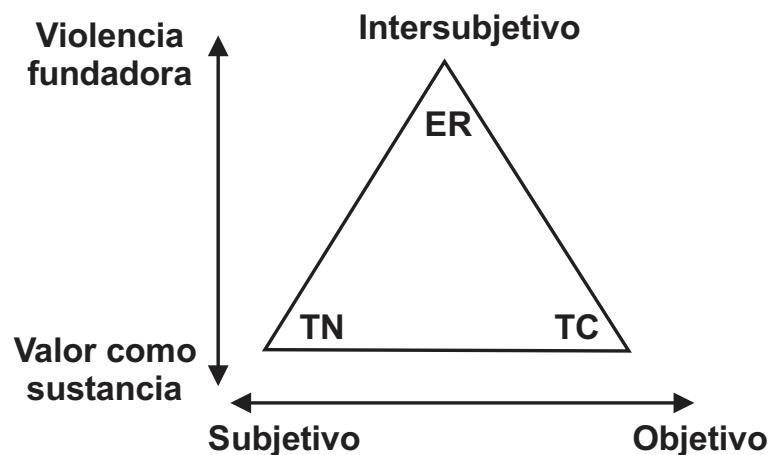 Violencia
fundadora
Intersubjetivo
ER
TN
TC
Valor como
sustancia
Subjetivo
Objetivo